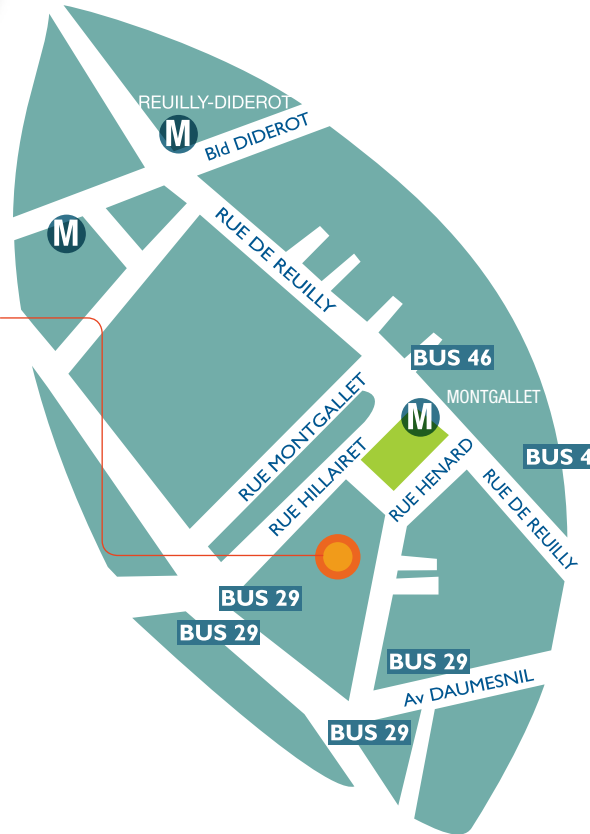 REUILLY-DIDEROT
M
Bld DIDEROT
M
RUE DE REUILLY
BUS 46
RUE MONTGALLET
MONTGALLET
M
RUE HILLAIRET
RUE HENARD
BUS 4
RUE DE REUILLY
BUS 29
BUS 29
BUS 29
Av DAUMESNIL
BUS 29